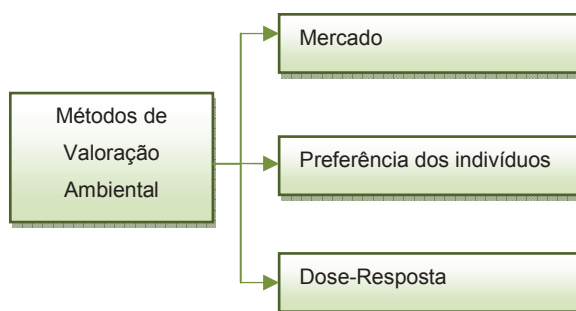 Métodos de
Valoração
Ambiental
Mercado
Preferência dos indivíduos
Dose-Resposta